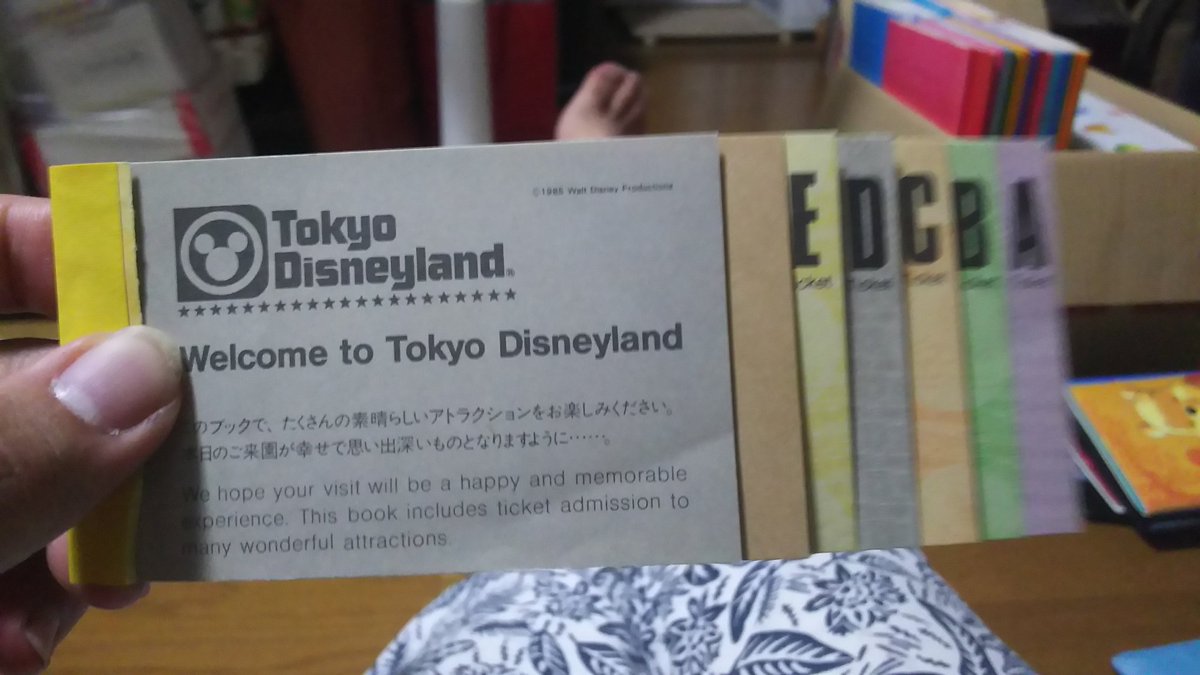 ©1985 Walt Disney Productions
Tokyo
Disneyland®
Welcome to Tokyo Disneyland
のブックで、たくさんの素晴らしいアトラクションをお楽しみください。
本日のご来園が幸せで思い出深いものとなりますように……。
We hope your visit will be a happy and memorable
experience. This book includes ticket admission to
many wonderful attractions.
E
D
C
B
A